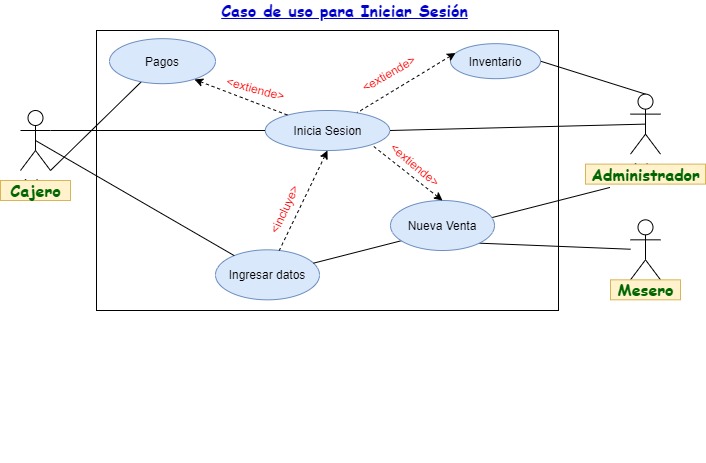 Caso de uso para Iniciar Sesión
Pagos
Inventario
<extiende>
<extiende>
Inicia Sesion
<extiende>
Cajero
Administrador
<incluye>
Nueva Venta
Ingresar datos
Mesero